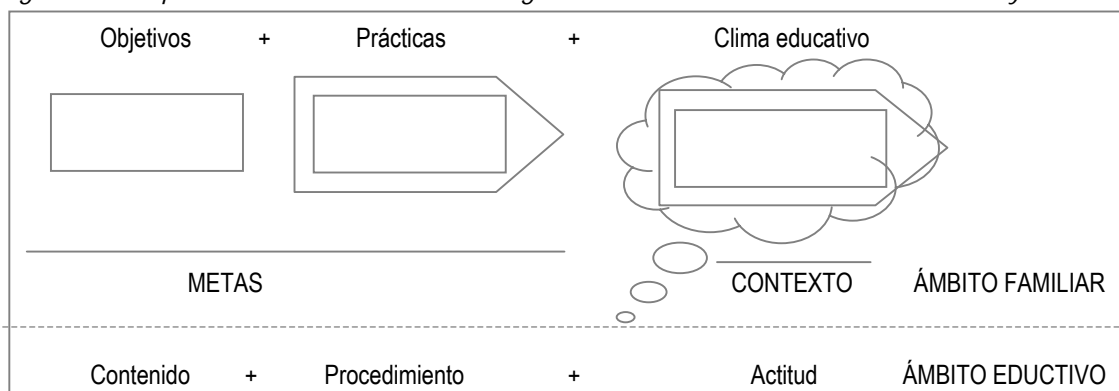 Objetivos + Prácticas + Clima educativo
METAS CONTEXTO ÁMBITO FAMILIAR
Contenido + Procedimiento + Actitud ÁMBITO EDUCTIVO